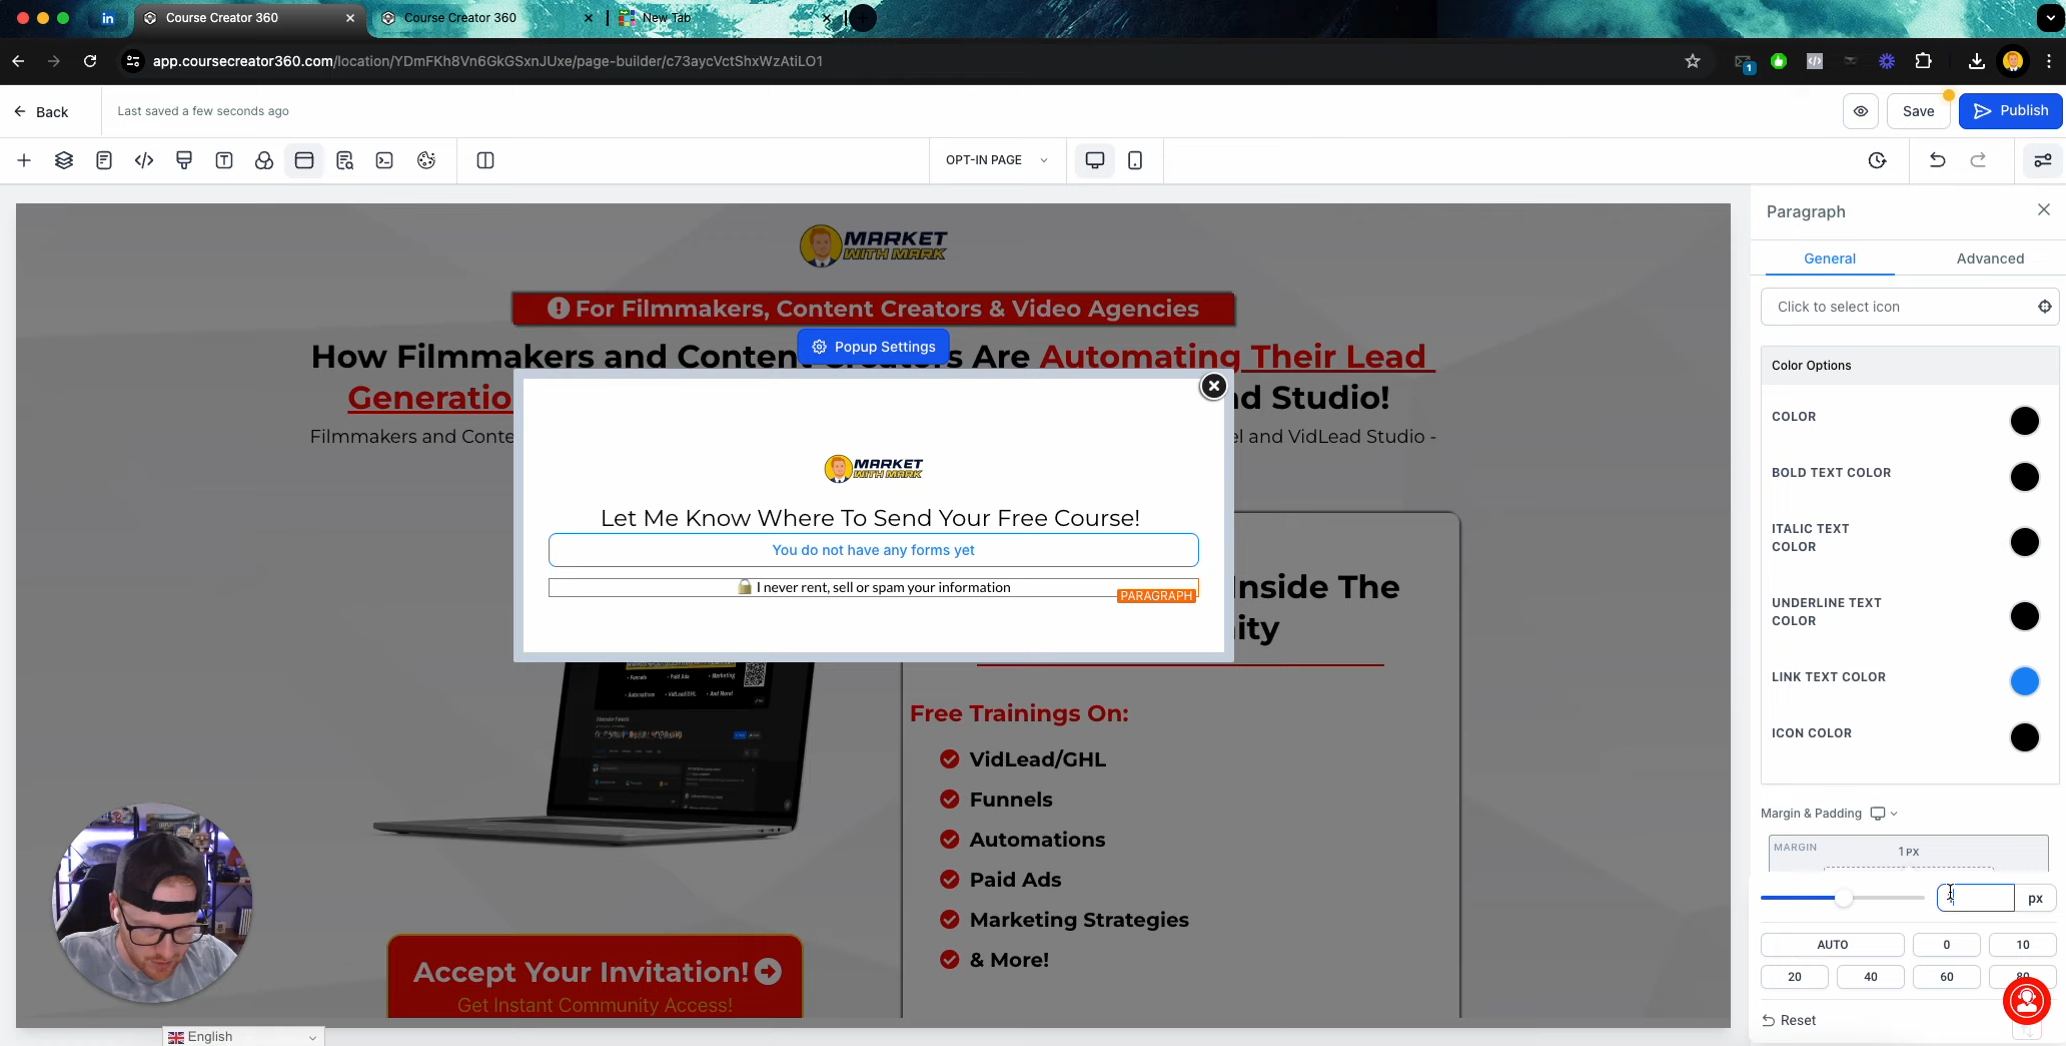 Course Creator 360
Course Creator 360
New Tab
app.coursecreator360.com/location/YDmFKh8Vn6GkGSxnJUxe/page-builder/c73aycVctShxWzAtiLO1
1
Back
Last saved a few seconds ago
Save
Publish
OPT-IN PAGE
MARKET
WITH MARK
For Filmmakers, Content Creators & Video Agencies
Popup Settings
How Filmmakers and Conten
s Are Automating Their Lead
Generatio
d Studio!
Filmmakers and Conte
el and VidLead Studio -
MARKET
WITH MARK
Let Me Know Where To Send Your Free Course!
You do not have any forms yet
I never rent, sell or spam your information
PARAGRAPH
Inside The
ity
Free Trainings On:
VidLead/GHL
Funnels
Automations
Paid Ads
Marketing Strategies
& More!
Accept Your Invitation!
Get Instant Community Access!
English
Paragraph
General
Advanced
Click to select icon
Color Options
COLOR
BOLD TEXT COLOR
ITALIC TEXT
COLOR
UNDERLINE TEXT
COLOR
LINK TEXT COLOR
ICON COLOR
Margin & Padding
MARGIN
1 PX
px
AUTO
0
10
20
40
60
80
Reset